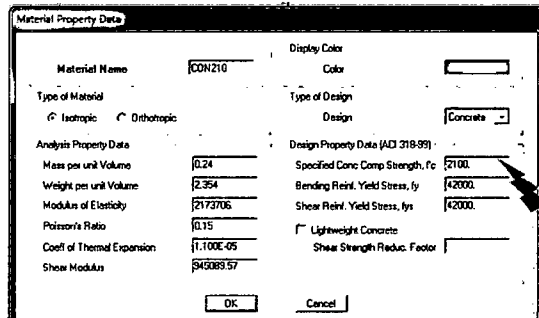 Material Property Data
Display Color
Material Name CON210 Color
Type of Material Type of Design
Isotropic Orthotropic Design Concrete
Analysis Property Data Design Property Data (ACI 318-99)
Mass per unit Volume 0.24 Specified Conc Comp Strength, f'c 2100.
Weight per unit Volume 2.354 Bending Reinf. Yield Stress, fy 42000.
Modulus of Elasticity 2173706. Shear Reinf. Yield Stress, fys 42000.
Poisson's Ratio 0.15 Lightweight Concrete
Coeff of Thermal Expansion 1.100E-05 Shear Strength Reduc. Factor
Shear Modulus 945089.57
OK Cancel